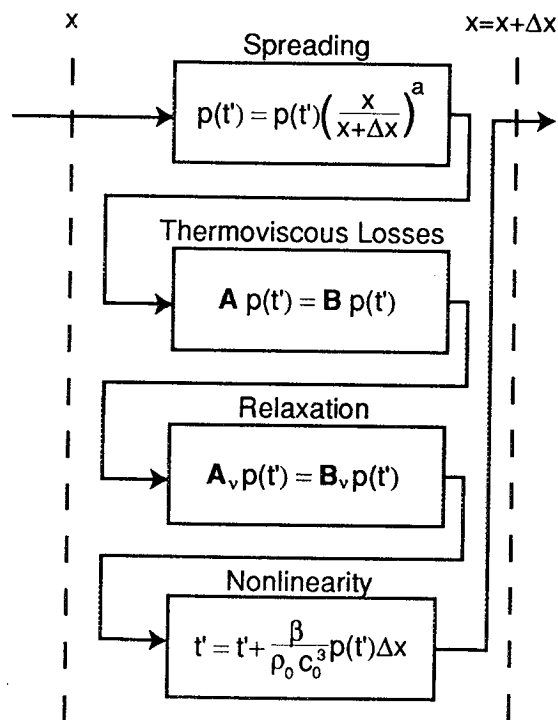 x x=x+Δx
Spreading
p(t') = p(t')(x/(x+Δx))^a
Thermoviscous Losses
A p(t') = B p(t')
Relaxation
A_ν p(t') = B_ν p(t')
Nonlinearity
t' = t' + β/(ρ_0 c_0^3) p(t')Δx